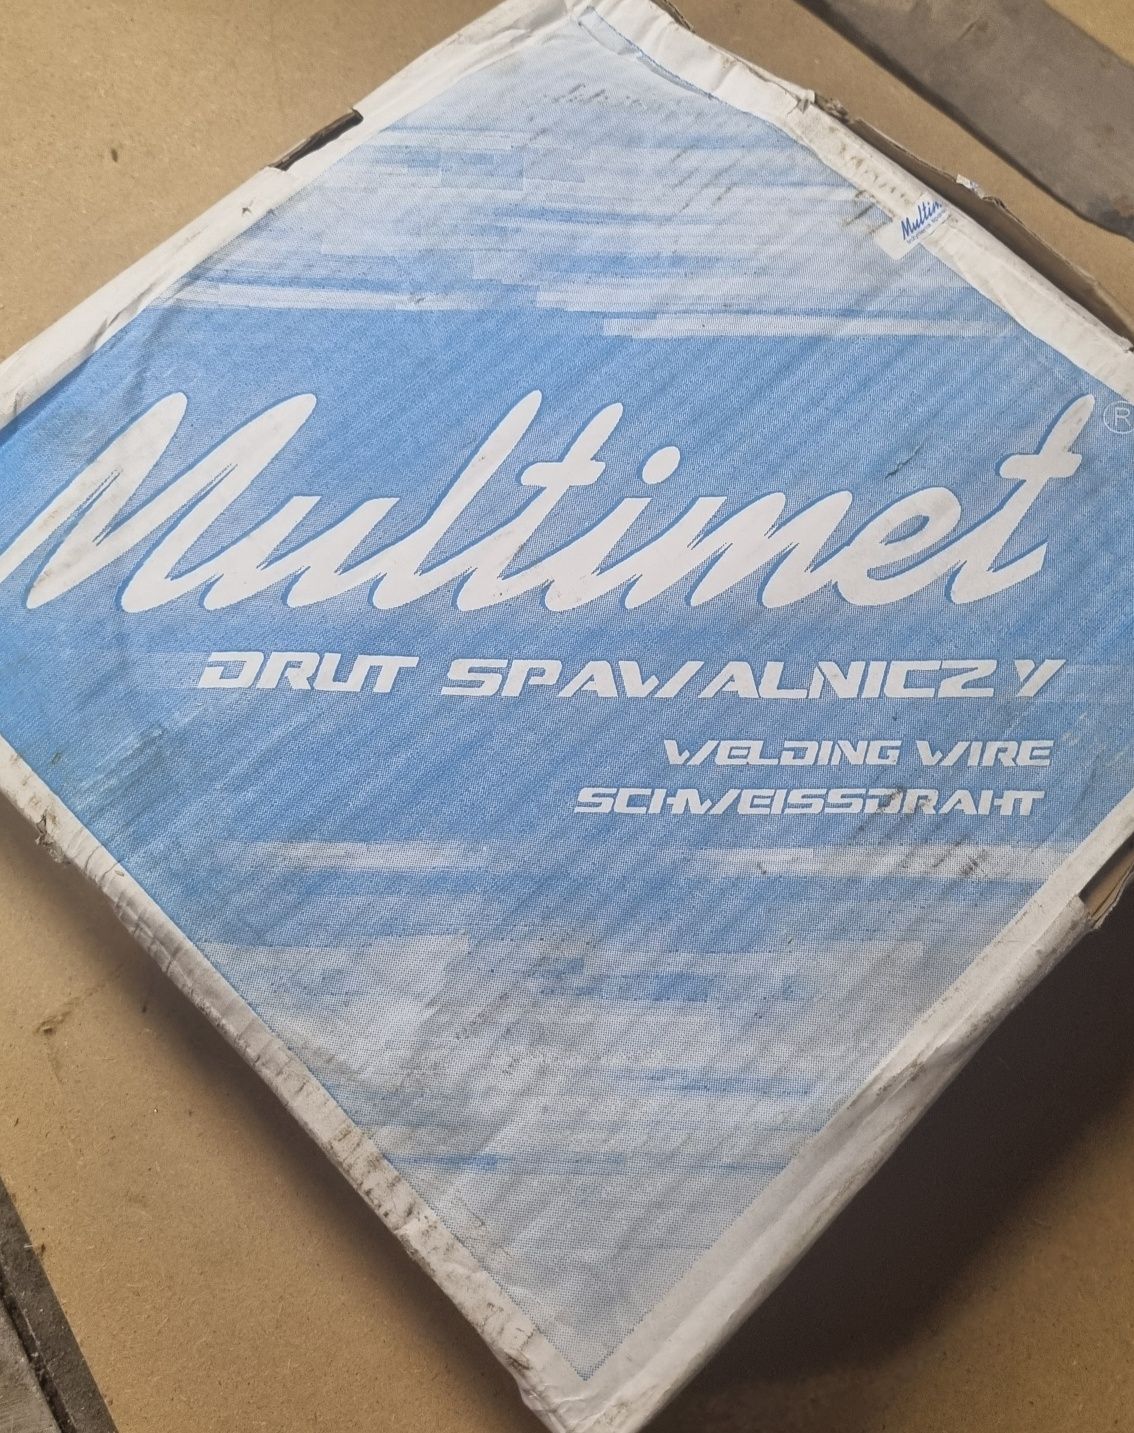 Multimet ®
DRUT SPAWALNICZY
WELDING WIRE
SCHWEISSDRAHT